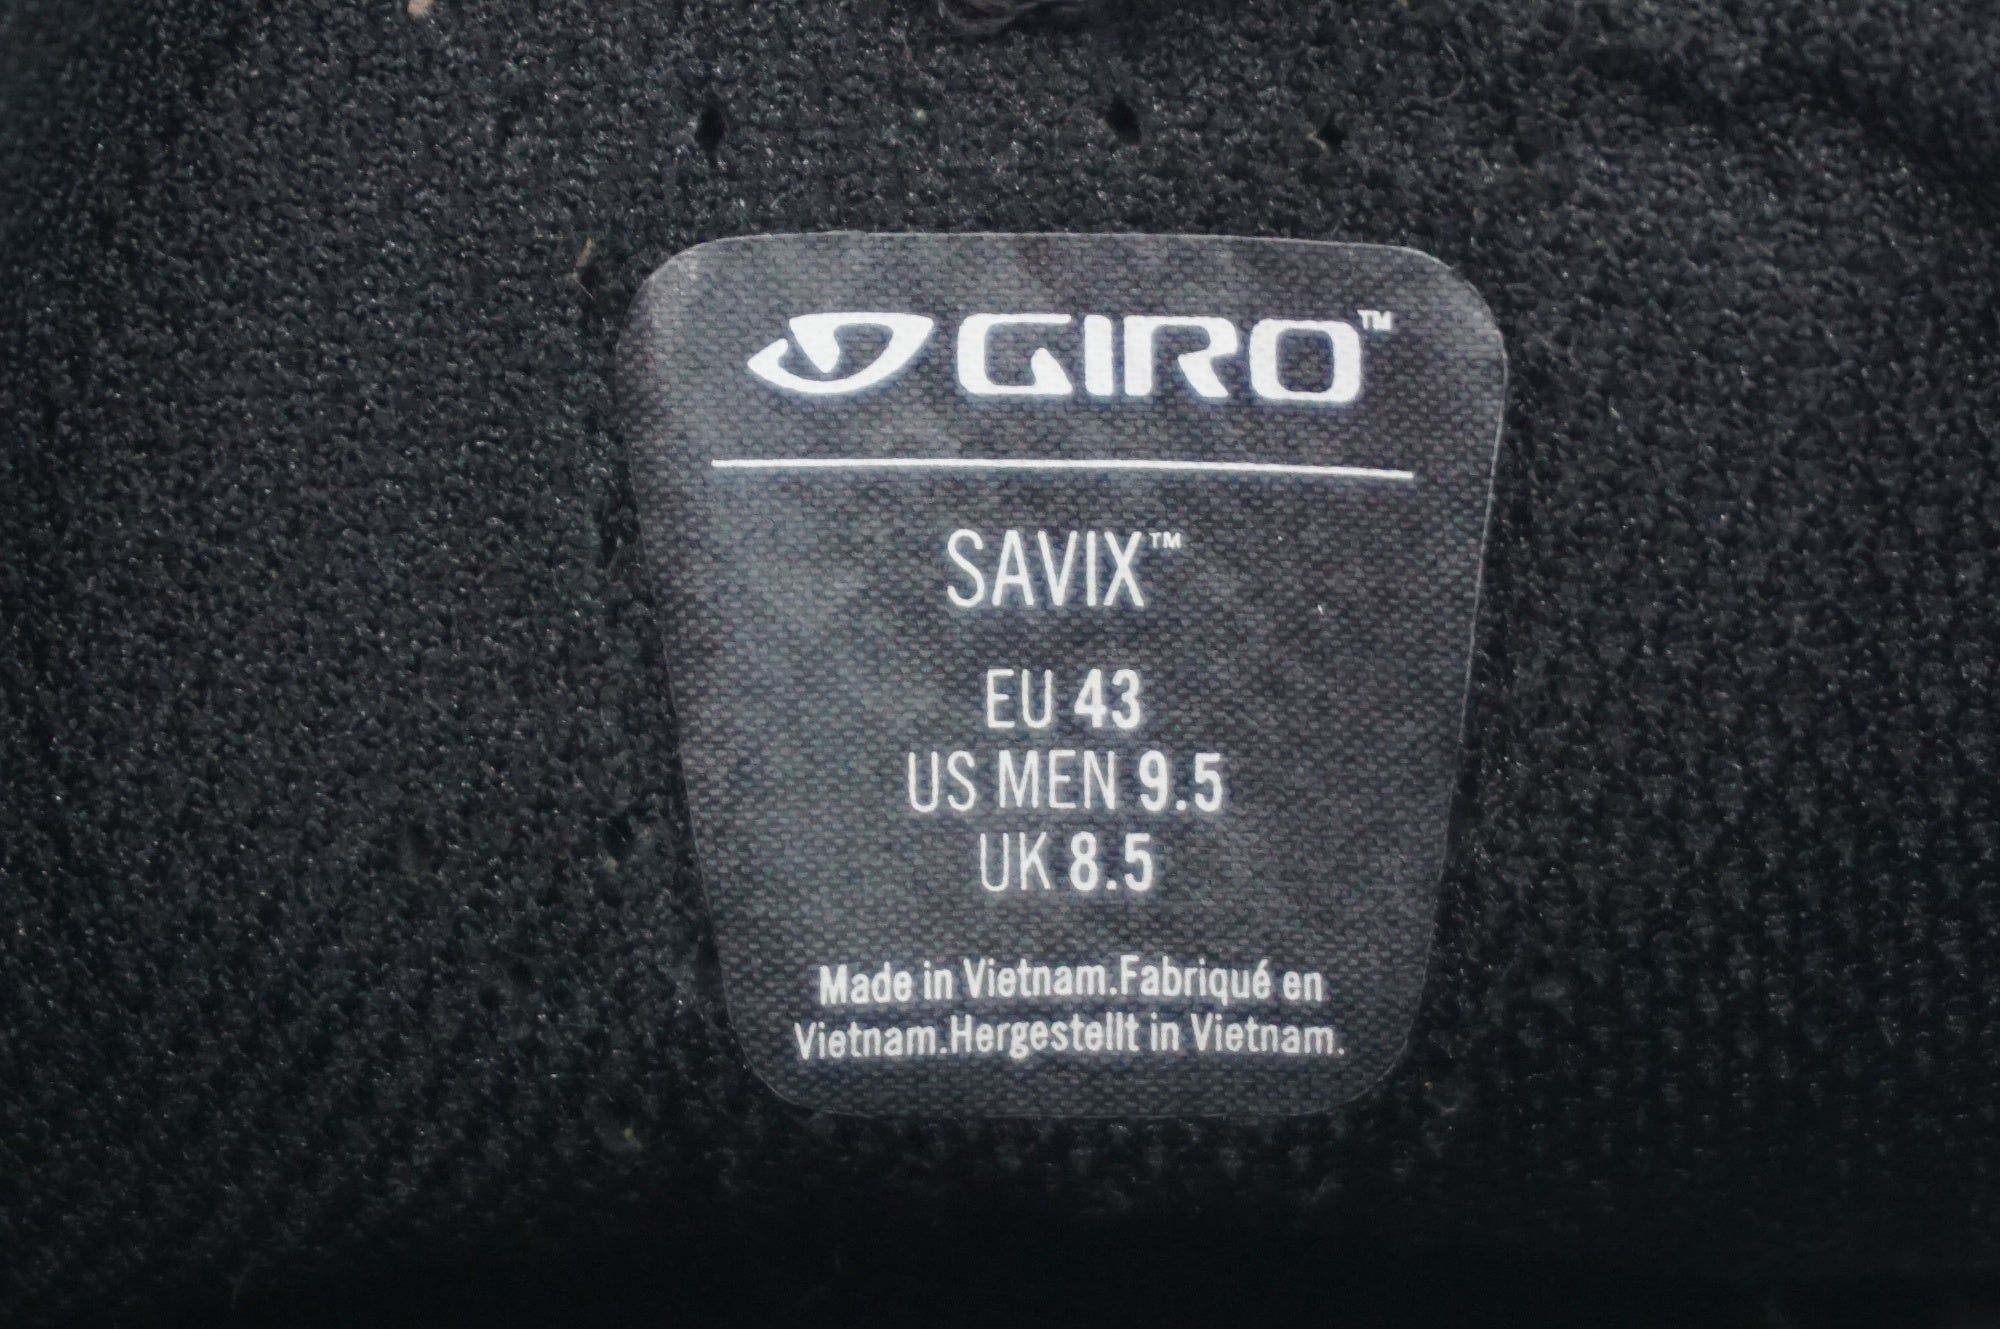 GIRO™
SAVIX™
EU 43
US MEN 9.5
UK 8.5
Made in Vietnam.Fabriqué en
Vietnam.Hergestellt in Vietnam.